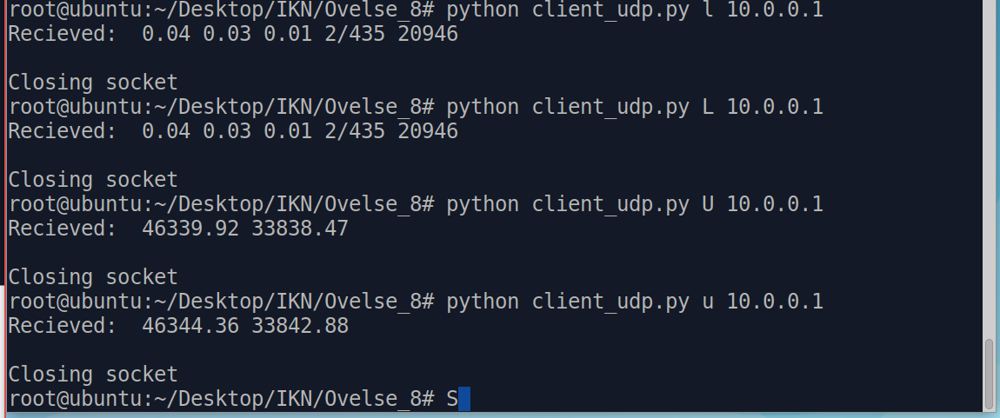 root@ubuntu:~/Desktop/IKN/Ovelse_8# python client_udp.py l 10.0.0.1
Recieved:  0.04 0.03 0.01 2/435 20946
Closing socket
root@ubuntu:~/Desktop/IKN/Ovelse_8# python client_udp.py L 10.0.0.1
Recieved:  0.04 0.03 0.01 2/435 20946
Closing socket
root@ubuntu:~/Desktop/IKN/Ovelse_8# python client_udp.py U 10.0.0.1
Recieved:  46339.92 33838.47
Closing socket
root@ubuntu:~/Desktop/IKN/Ovelse_8# python client_udp.py u 10.0.0.1
Recieved:  46344.36 33842.88
Closing socket
root@ubuntu:~/Desktop/IKN/Ovelse_8# S